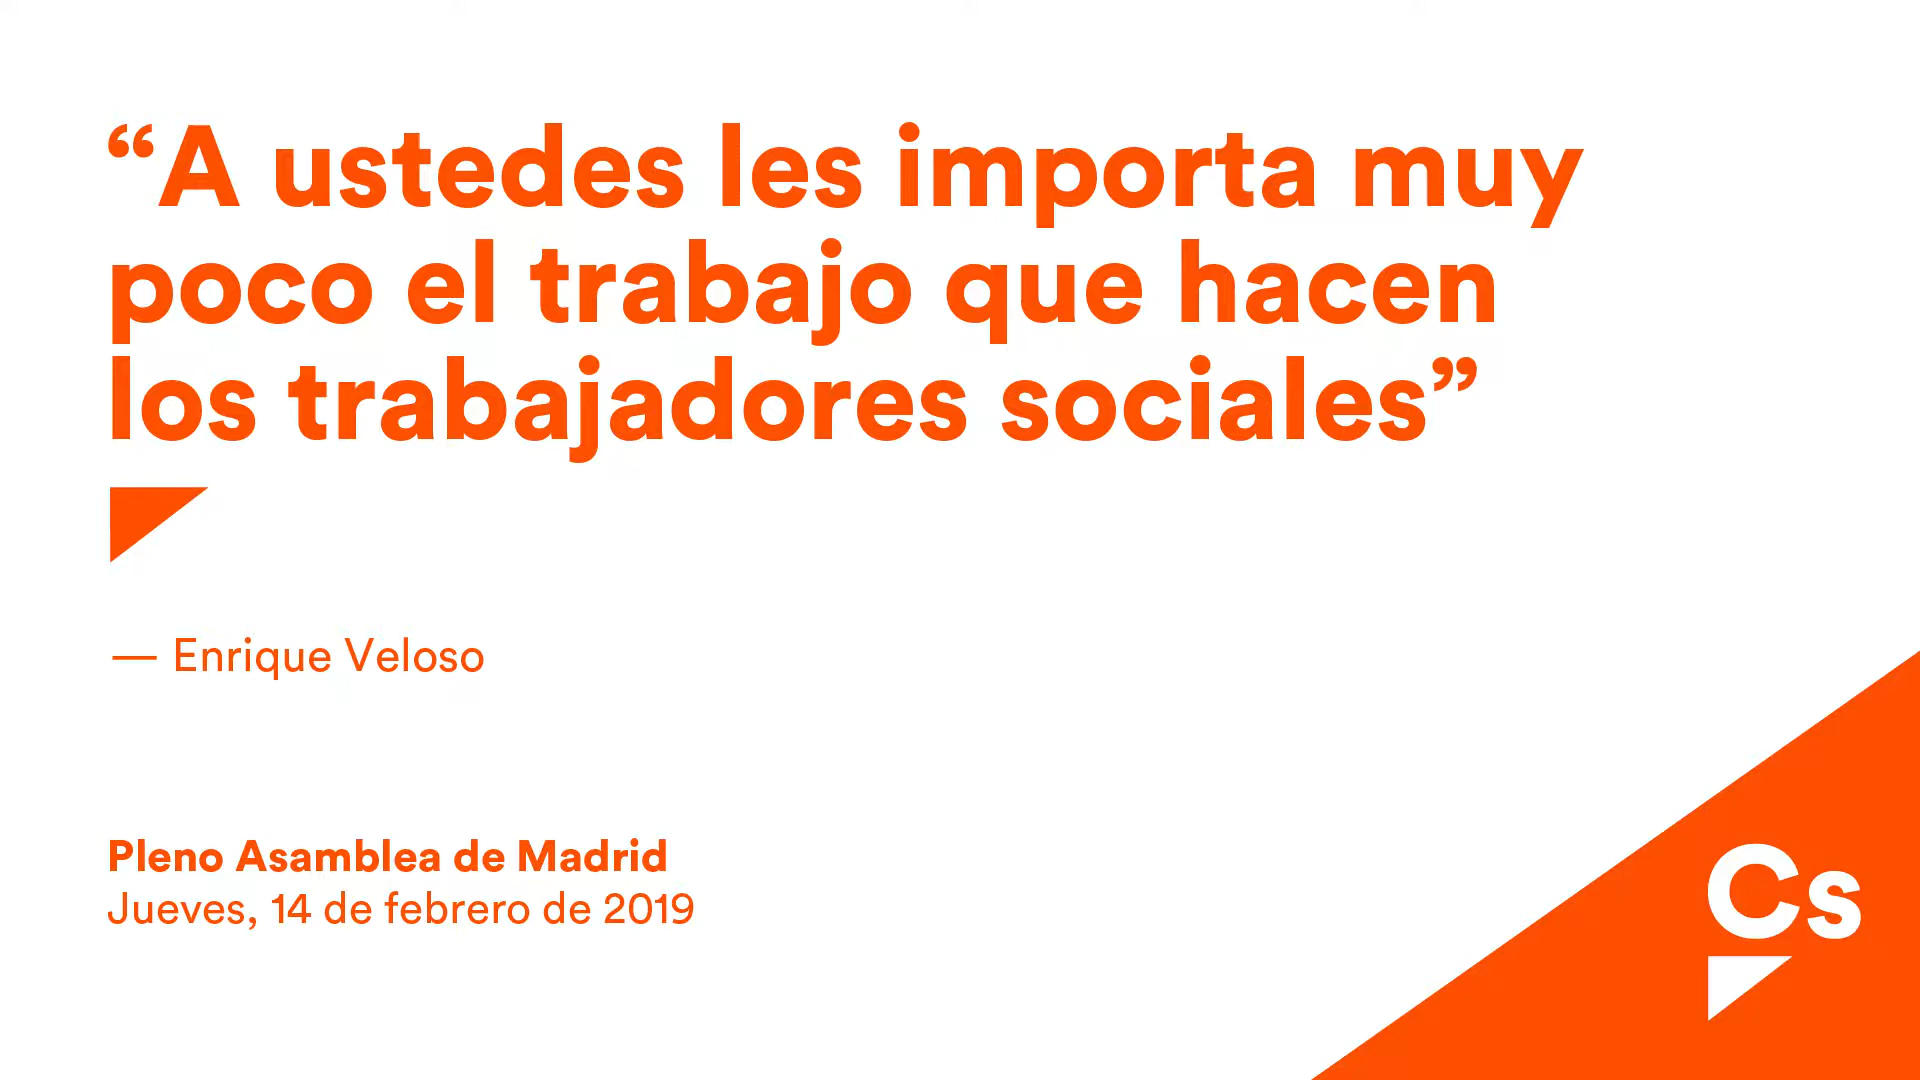 “A ustedes les importa muy
poco el trabajo que hacen
los trabajadores sociales”
— Enrique Veloso
Pleno Asamblea de Madrid
Jueves, 14 de febrero de 2019
Cs